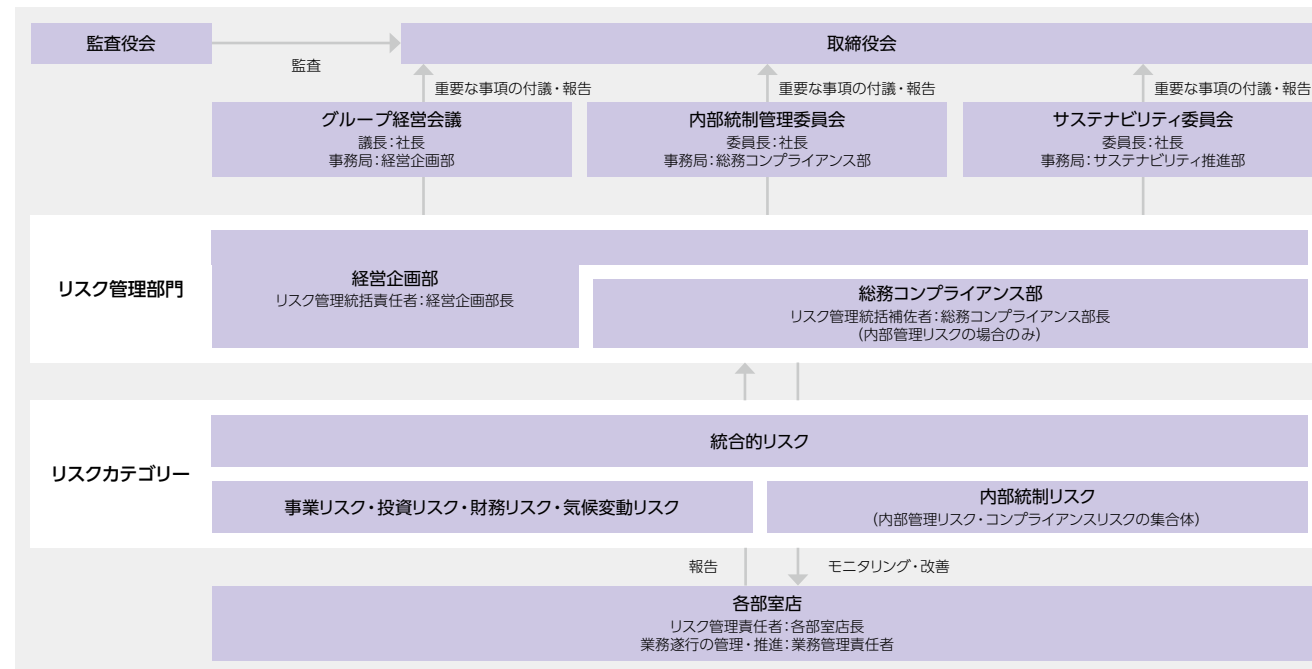 監査役会
監査
取締役会
重要な事項の付議・報告
重要な事項の付議・報告
重要な事項の付議・報告
グループ経営会議
議長：社長
事務局：経営企画部
内部統制管理委員会
委員長：社長
事務局：総務コンプライアンス部
サステナビリティ委員会
委員長：社長
事務局：サステナビリティ推進部
リスク管理部門
経営企画部
リスク管理統括責任者：経営企画部長
総務コンプライアンス部
リスク管理統括補佐者：総務コンプライアンス部長
（内部管理リスクの場合のみ）
リスクカテゴリー
統合的リスク
事業リスク・投資リスク・財務リスク・気候変動リスク
内部統制リスク
（内部管理リスク・コンプライアンスリスクの集合体）
報告
モニタリング・改善
各部室店
リスク管理責任者：各部室店長
業務遂行の管理・推進：業務管理責任者